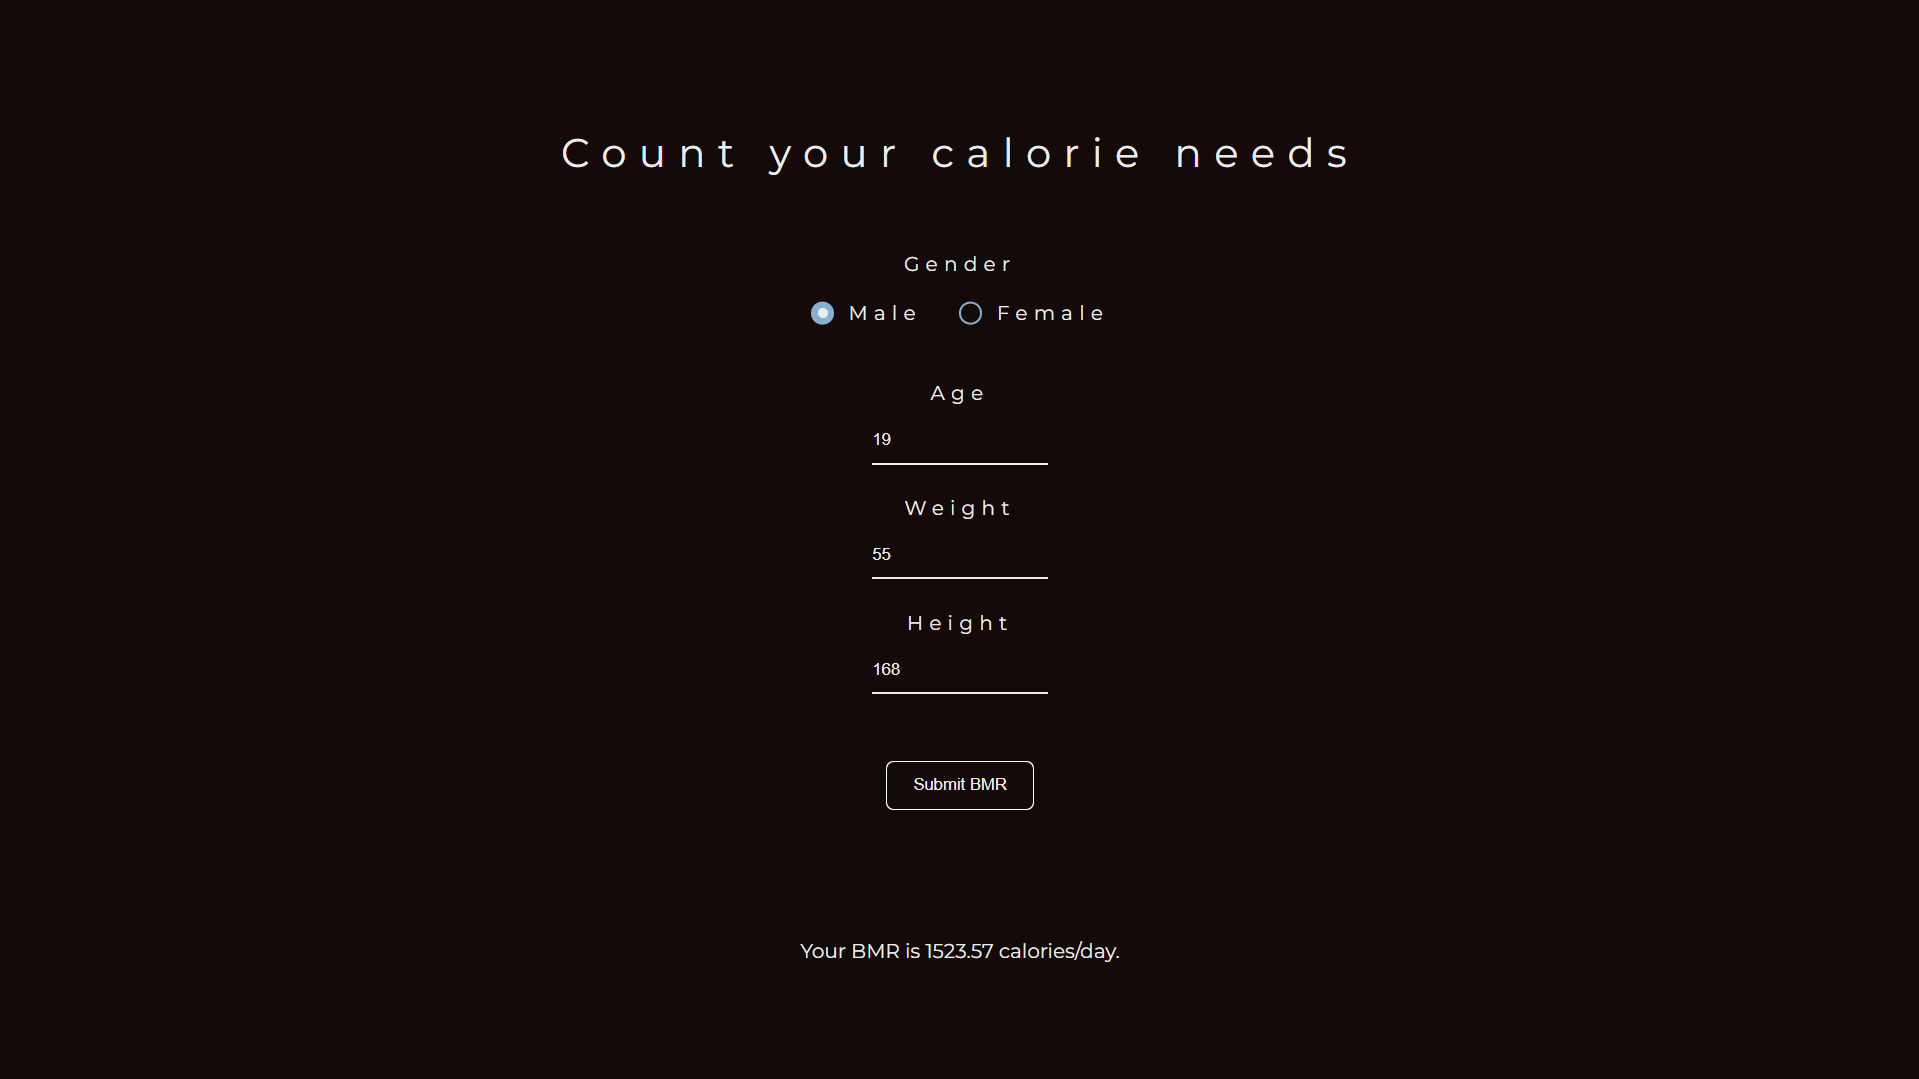 Count your calorie needs
Gender
Male Female
Age
19
Weight
55
Height
168
Submit BMR
Your BMR is 1523.57 calories/day.